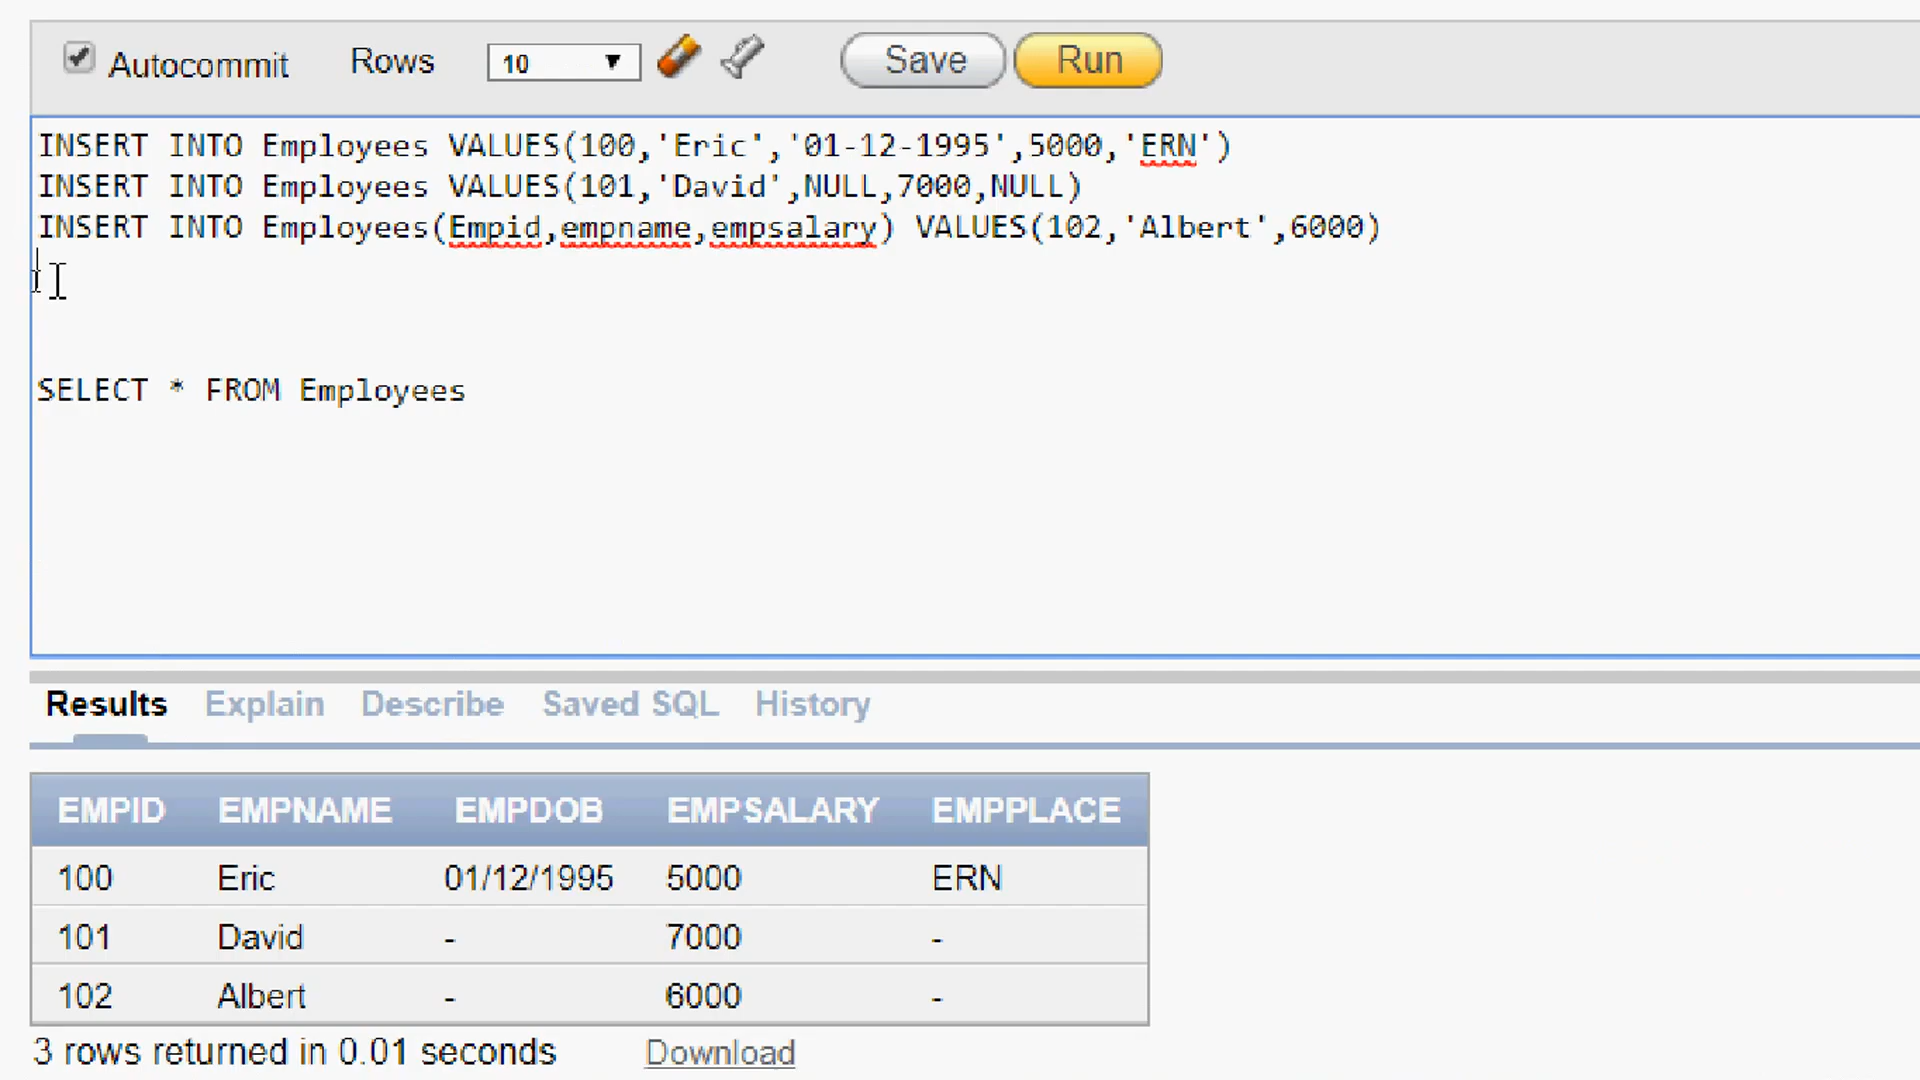 Autocommit Rows 10 Save Run
INSERT INTO Employees VALUES(100,'Eric','01-12-1995',5000,'ERN')
INSERT INTO Employees VALUES(101,'David',NULL,7000,NULL)
INSERT INTO Employees(Empid,empname,empsalary) VALUES(102,'Albert',6000)
SELECT * FROM Employees
Results Explain Describe Saved SQL History
EMPID EMPNAME EMPDOB EMPSALARY EMPPLACE
100 Eric 01/12/1995 5000 ERN
101 David - 7000 -
102 Albert - 6000 -
3 rows returned in 0.01 seconds Download